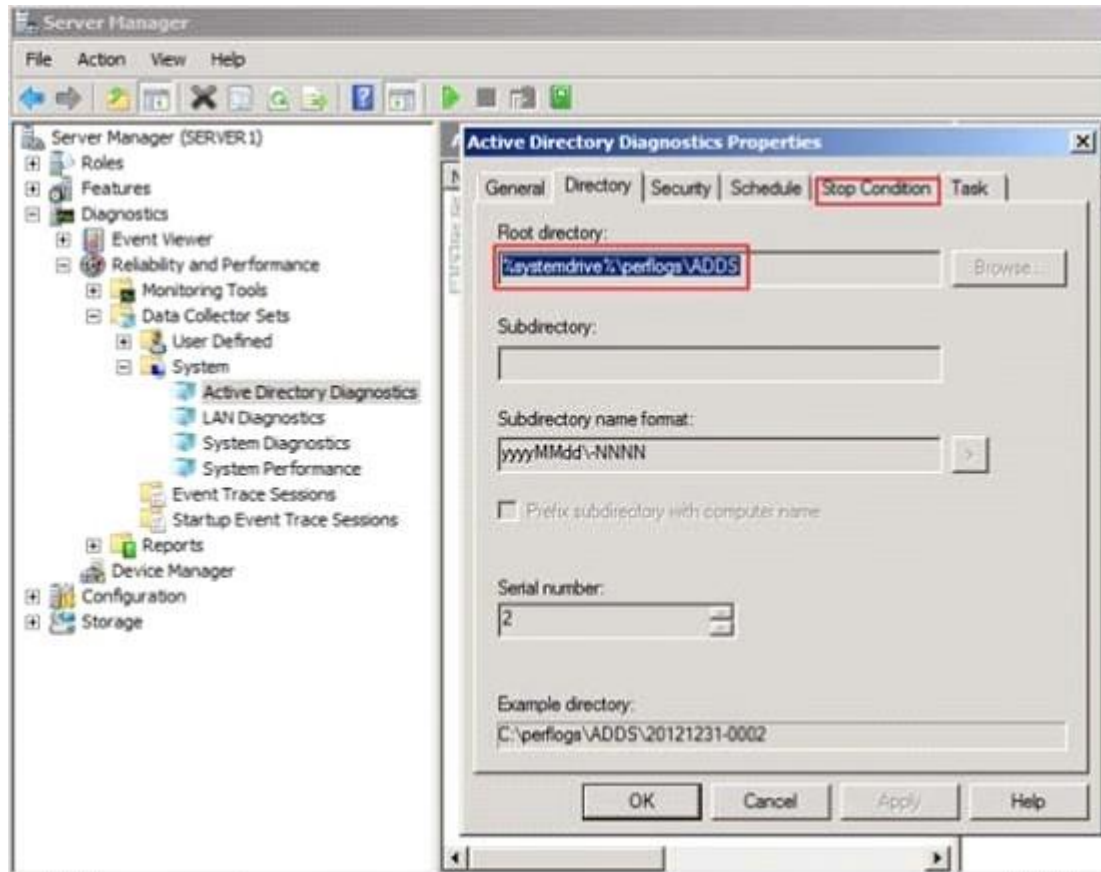 Server Manager
File Action View Help
Server Manager (SERVER1)
Roles
Features
Diagnostics
Event Viewer
Reliability and Performance
Monitoring Tools
Data Collector Sets
User Defined
System
Active Directory Diagnostics
LAN Diagnostics
System Diagnostics
System Performance
Event Trace Sessions
Startup Event Trace Sessions
Reports
Device Manager
Configuration
Storage
Active Directory Diagnostics Properties
General Directory Security Schedule Stop Condition Task
Root directory:
%systemdrive%\perflogs\ADDS
Browse...
Subdirectory:
Subdirectory name format:
yyyyMMdd\-NNNN
>
Prefix subdirectory with computer name
Serial number:
2
Example directory:
C:\perflogs\ADDS\20121231-0002
OK Cancel Apply Help